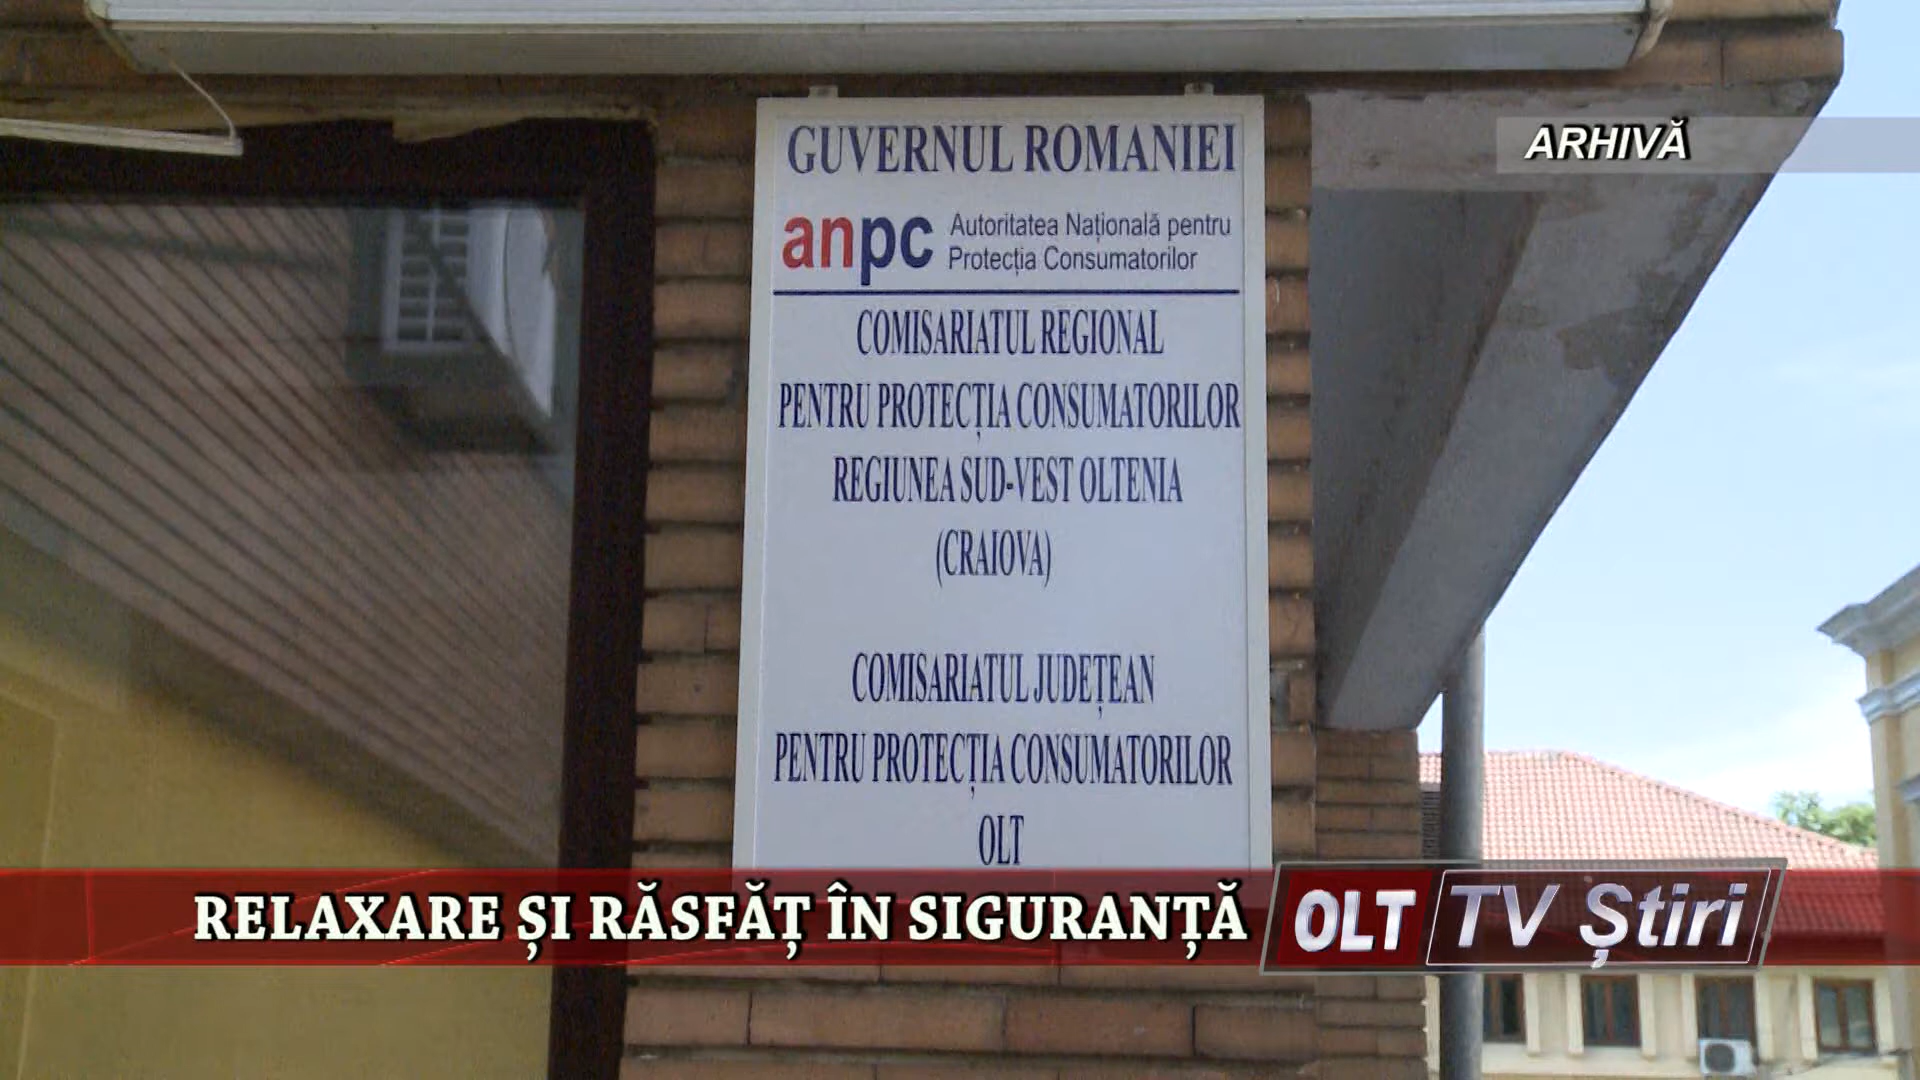 GUVERNUL ROMANIEI
anpc Autoritatea Națională pentru
Protecția Consumatorilor
COMISARIATUL REGIONAL
PENTRU PROTECȚIA CONSUMATORILOR
REGIUNEA SUD-VEST OLTENIA
(CRAIOVA)
COMISARIATUL JUDEȚEAN
PENTRU PROTECȚIA CONSUMATORILOR
OLT
ARHIVĂ
RELAXARE ȘI RĂSFĂȚ ÎN SIGURANȚĂ
OLT TV Știri